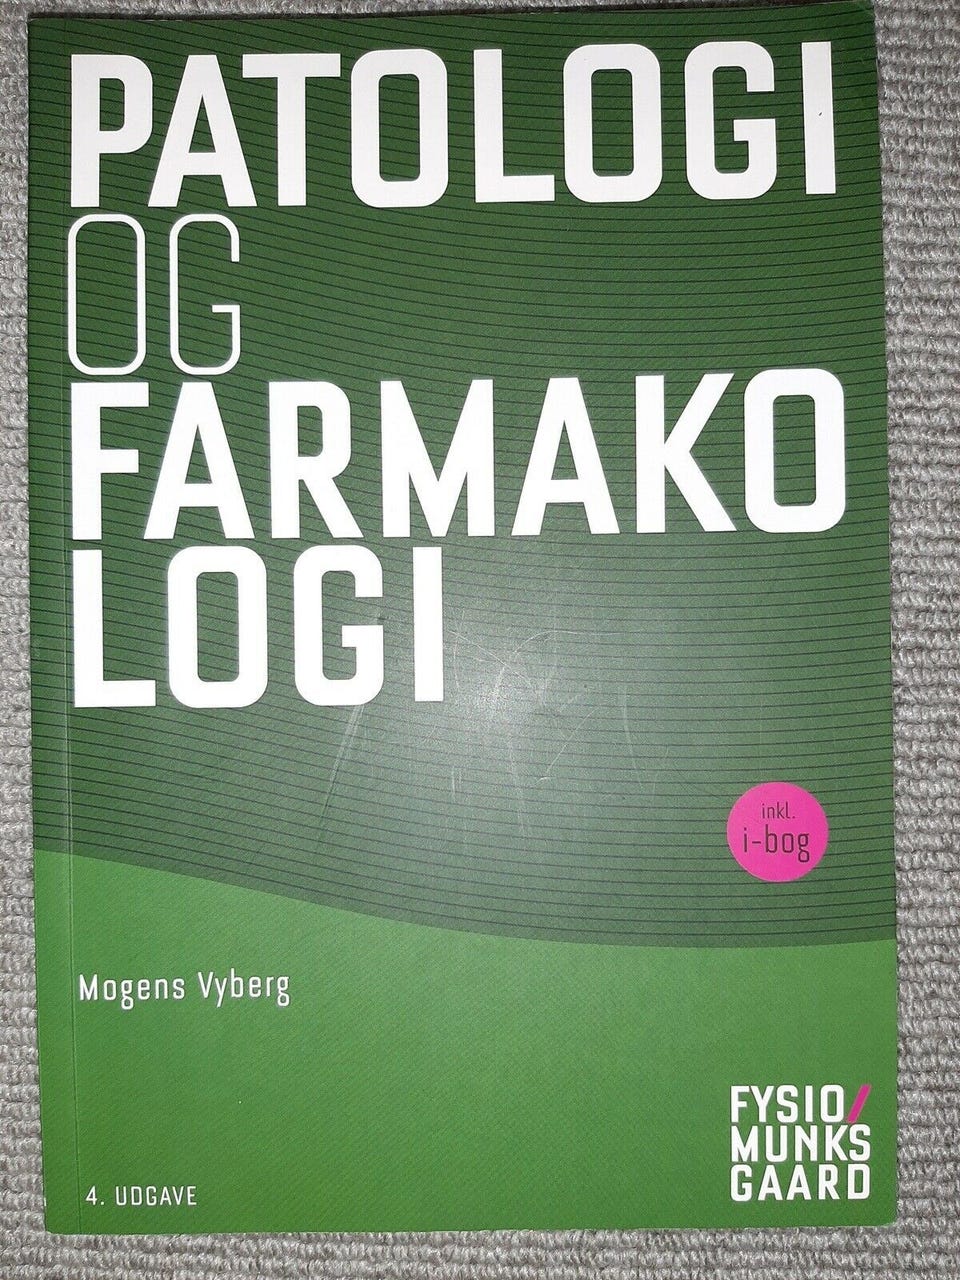 PATOLOGI
OG
FARMAKO
LOGI
inkl.
i-bog
Mogens Vyberg
FYSIO/
MUNKS
GAARD
4. UDGAVE